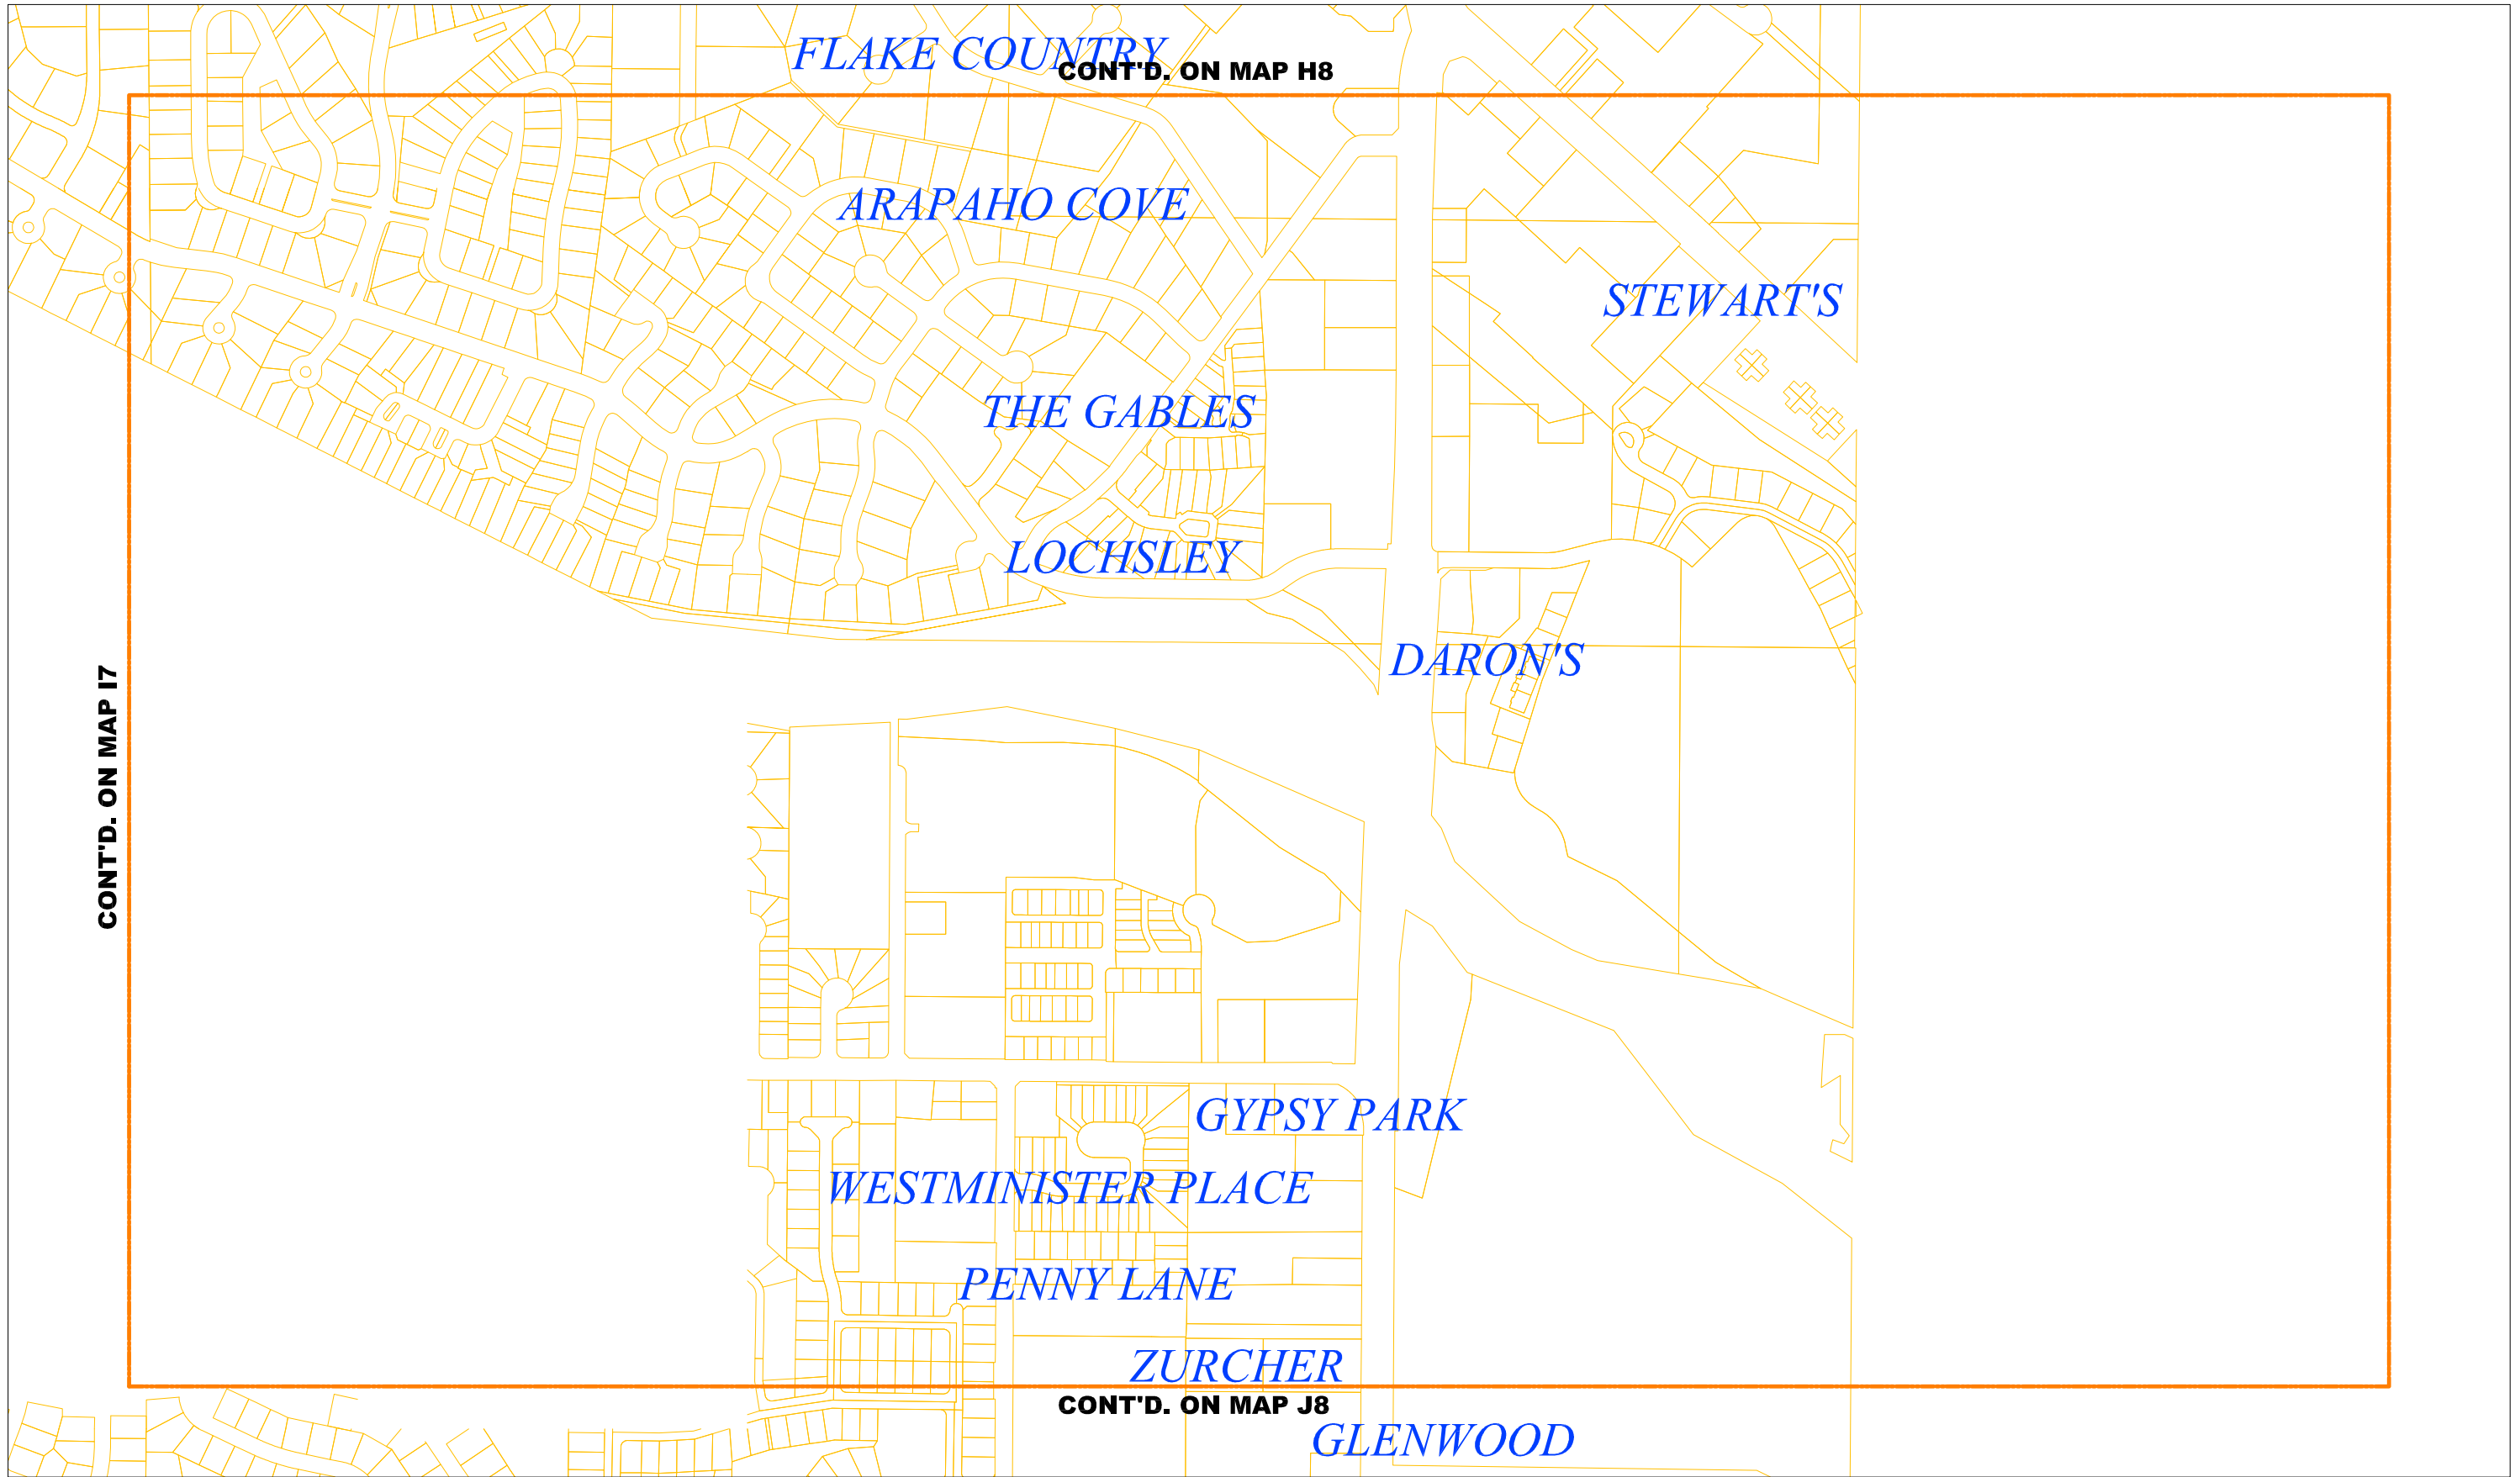 FLAKE COUNTRY
CONT'D. ON MAP H8
ARAPAHO COVE
STEWART'S
THE GABLES
LOCHSLEY
DARON'S
CONT'D. ON MAP I7
GYPSY PARK
WESTMINISTER PLACE
PENNY LANE
ZURCHER
CONT'D. ON MAP J8
GLENWOOD